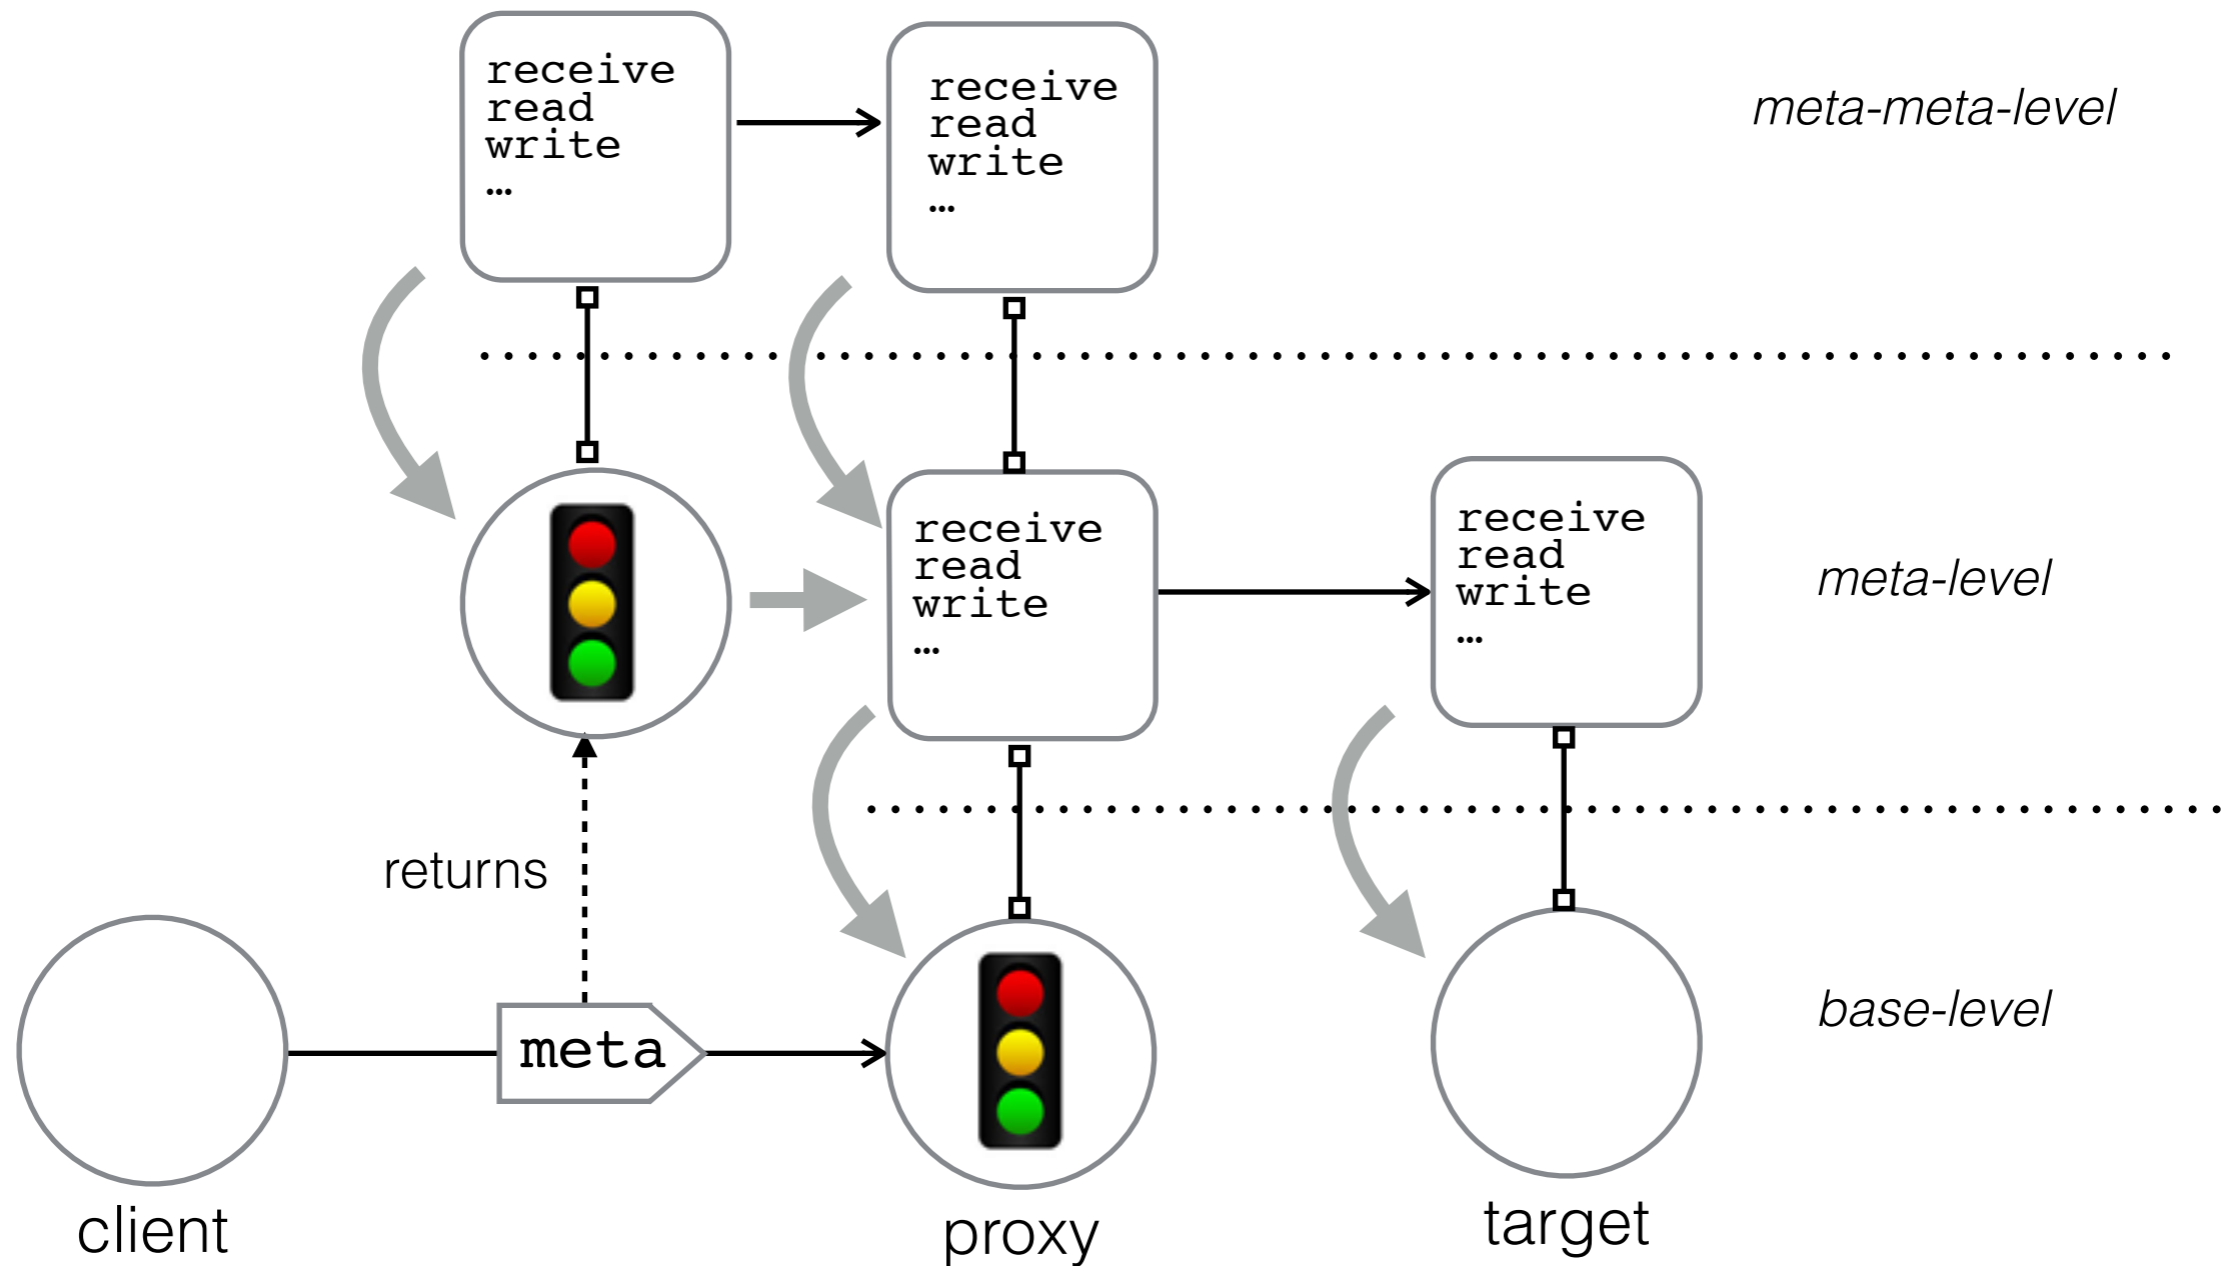 receive
read
write
…
receive
read
write
…
meta-meta-level
receive
read
write
…
receive
read
write
…
meta-level
returns
meta
base-level
client
proxy
target